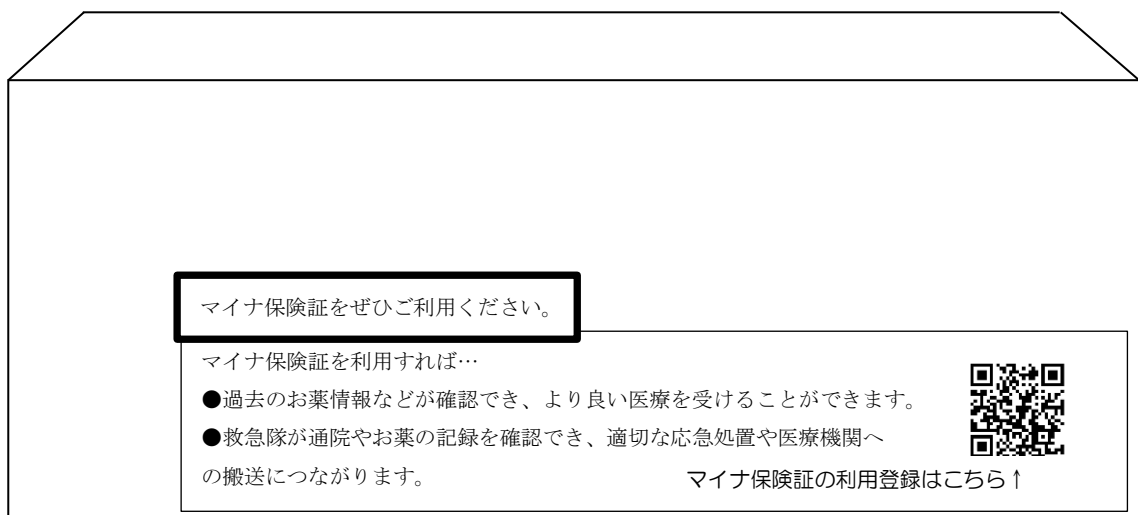 マイナ保険証をぜひご利用ください。
マイナ保険証を利用すれば…
●過去のお薬情報などが確認でき、より良い医療を受けることができます。
●救急隊が通院やお薬の記録を確認でき、適切な応急処置や医療機関へ
の搬送につながります。
マイナ保険証の利用登録はこちら↑